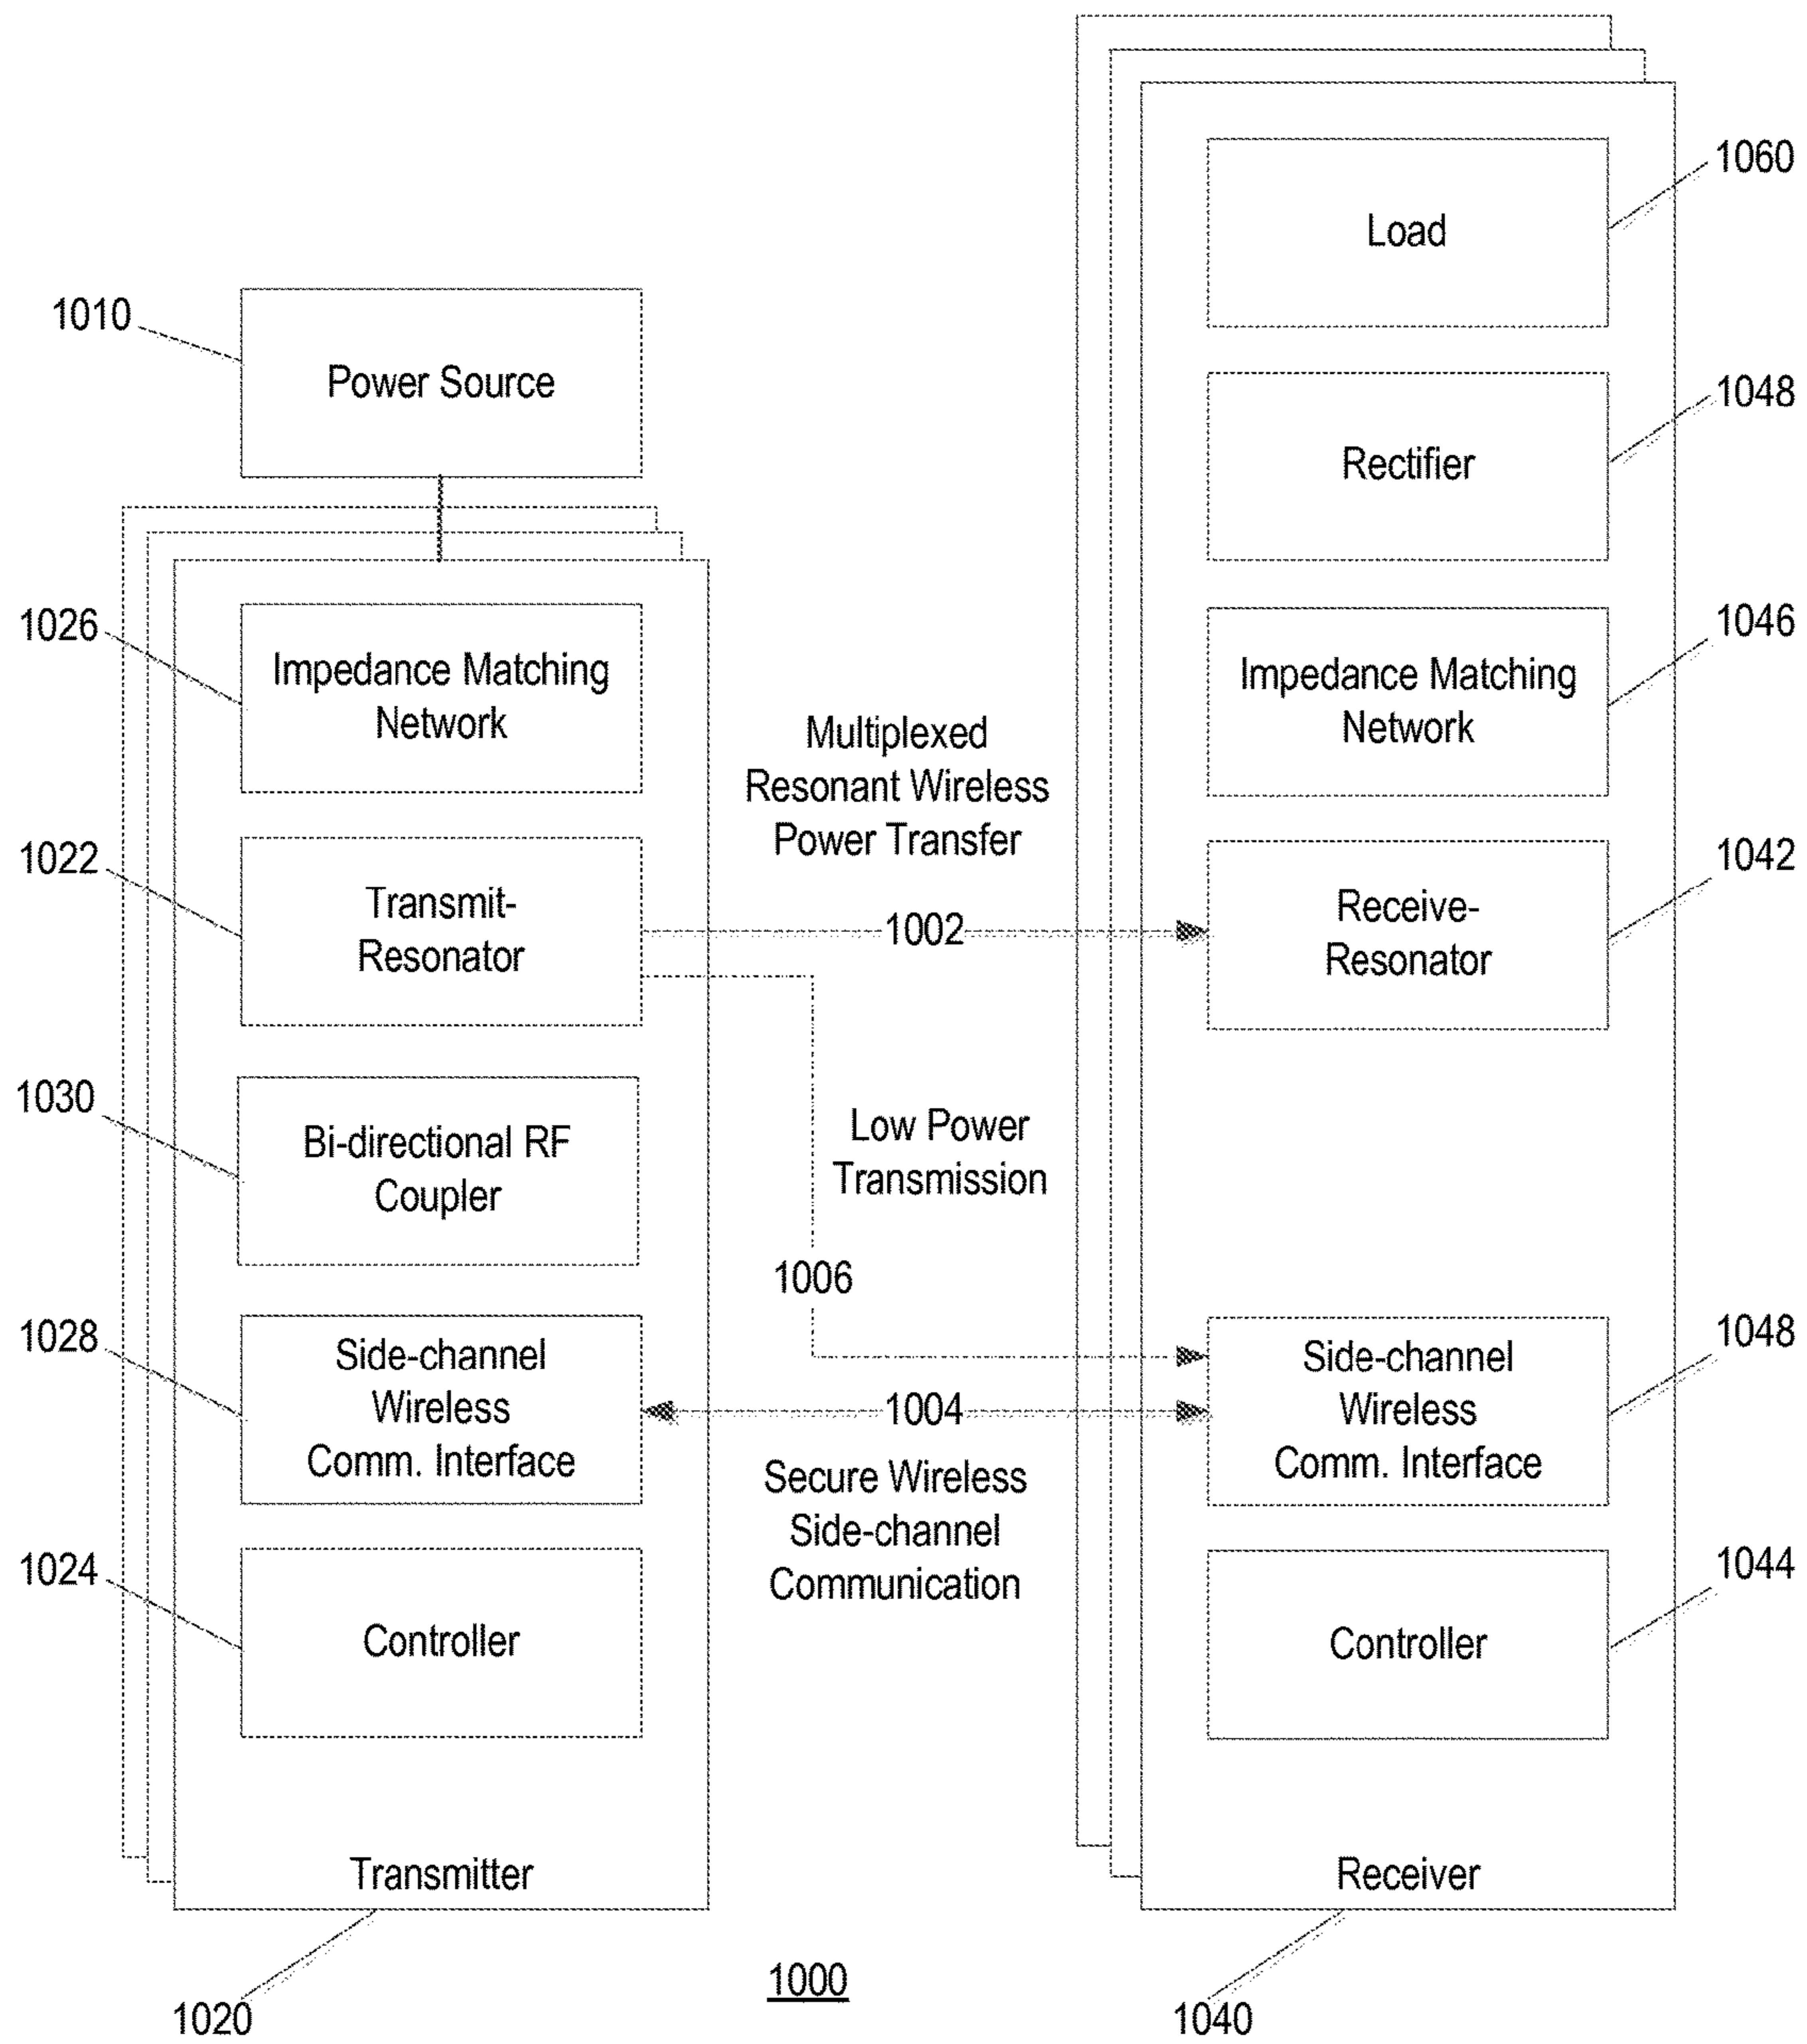 1010
Power Source
1026
Impedance Matching
Network
1022
Transmit-
Resonator
1030
Bi-directional RF
Coupler
1028
Side-channel
Wireless
Comm. Interface
1024
Controller
Transmitter
1020
Multiplexed
Resonant Wireless
Power Transfer
1002
Low Power
Transmission
1006
1004
Secure Wireless
Side-channel
Communication
1060
Load
1048
Rectifier
1046
Impedance Matching
Network
1042
Receive-
Resonator
1048
Side-channel
Wireless
Comm. Interface
1044
Controller
Receiver
1040
1000